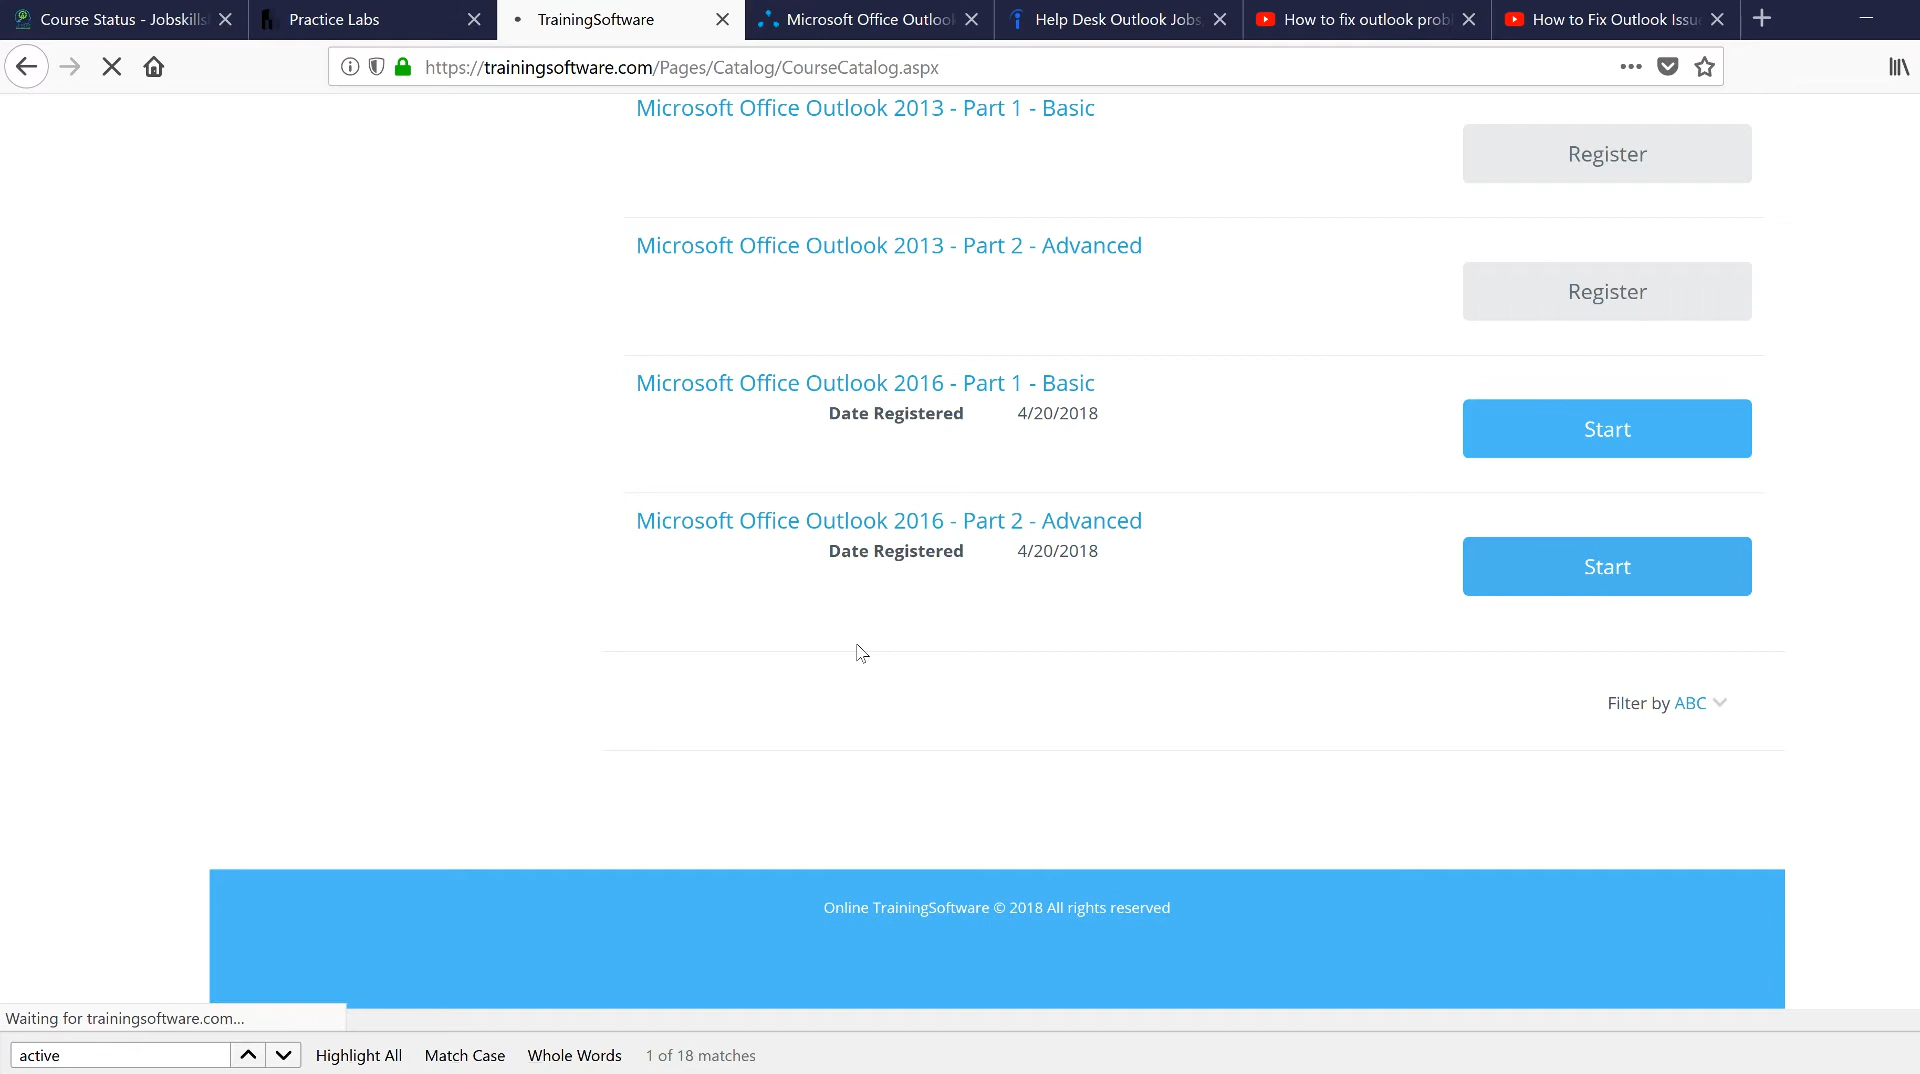 Course Status - Jobskills
Practice Labs
TrainingSoftware
Microsoft Office Outloo
Help Desk Outlook Jobs,
How to fix outlook prob
How to Fix Outlook Issu
https://trainingsoftware.com/Pages/Catalog/CourseCatalog.aspx
Microsoft Office Outlook 2013 - Part 1 - Basic
Register
Microsoft Office Outlook 2013 - Part 2 - Advanced
Register
Microsoft Office Outlook 2016 - Part 1 - Basic
Date Registered 4/20/2018
Start
Microsoft Office Outlook 2016 - Part 2 - Advanced
Date Registered 4/20/2018
Start
Filter by ABC
Online TrainingSoftware © 2018 All rights reserved
Waiting for trainingsoftware.com...
active Highlight All Match Case Whole Words 1 of 18 matches